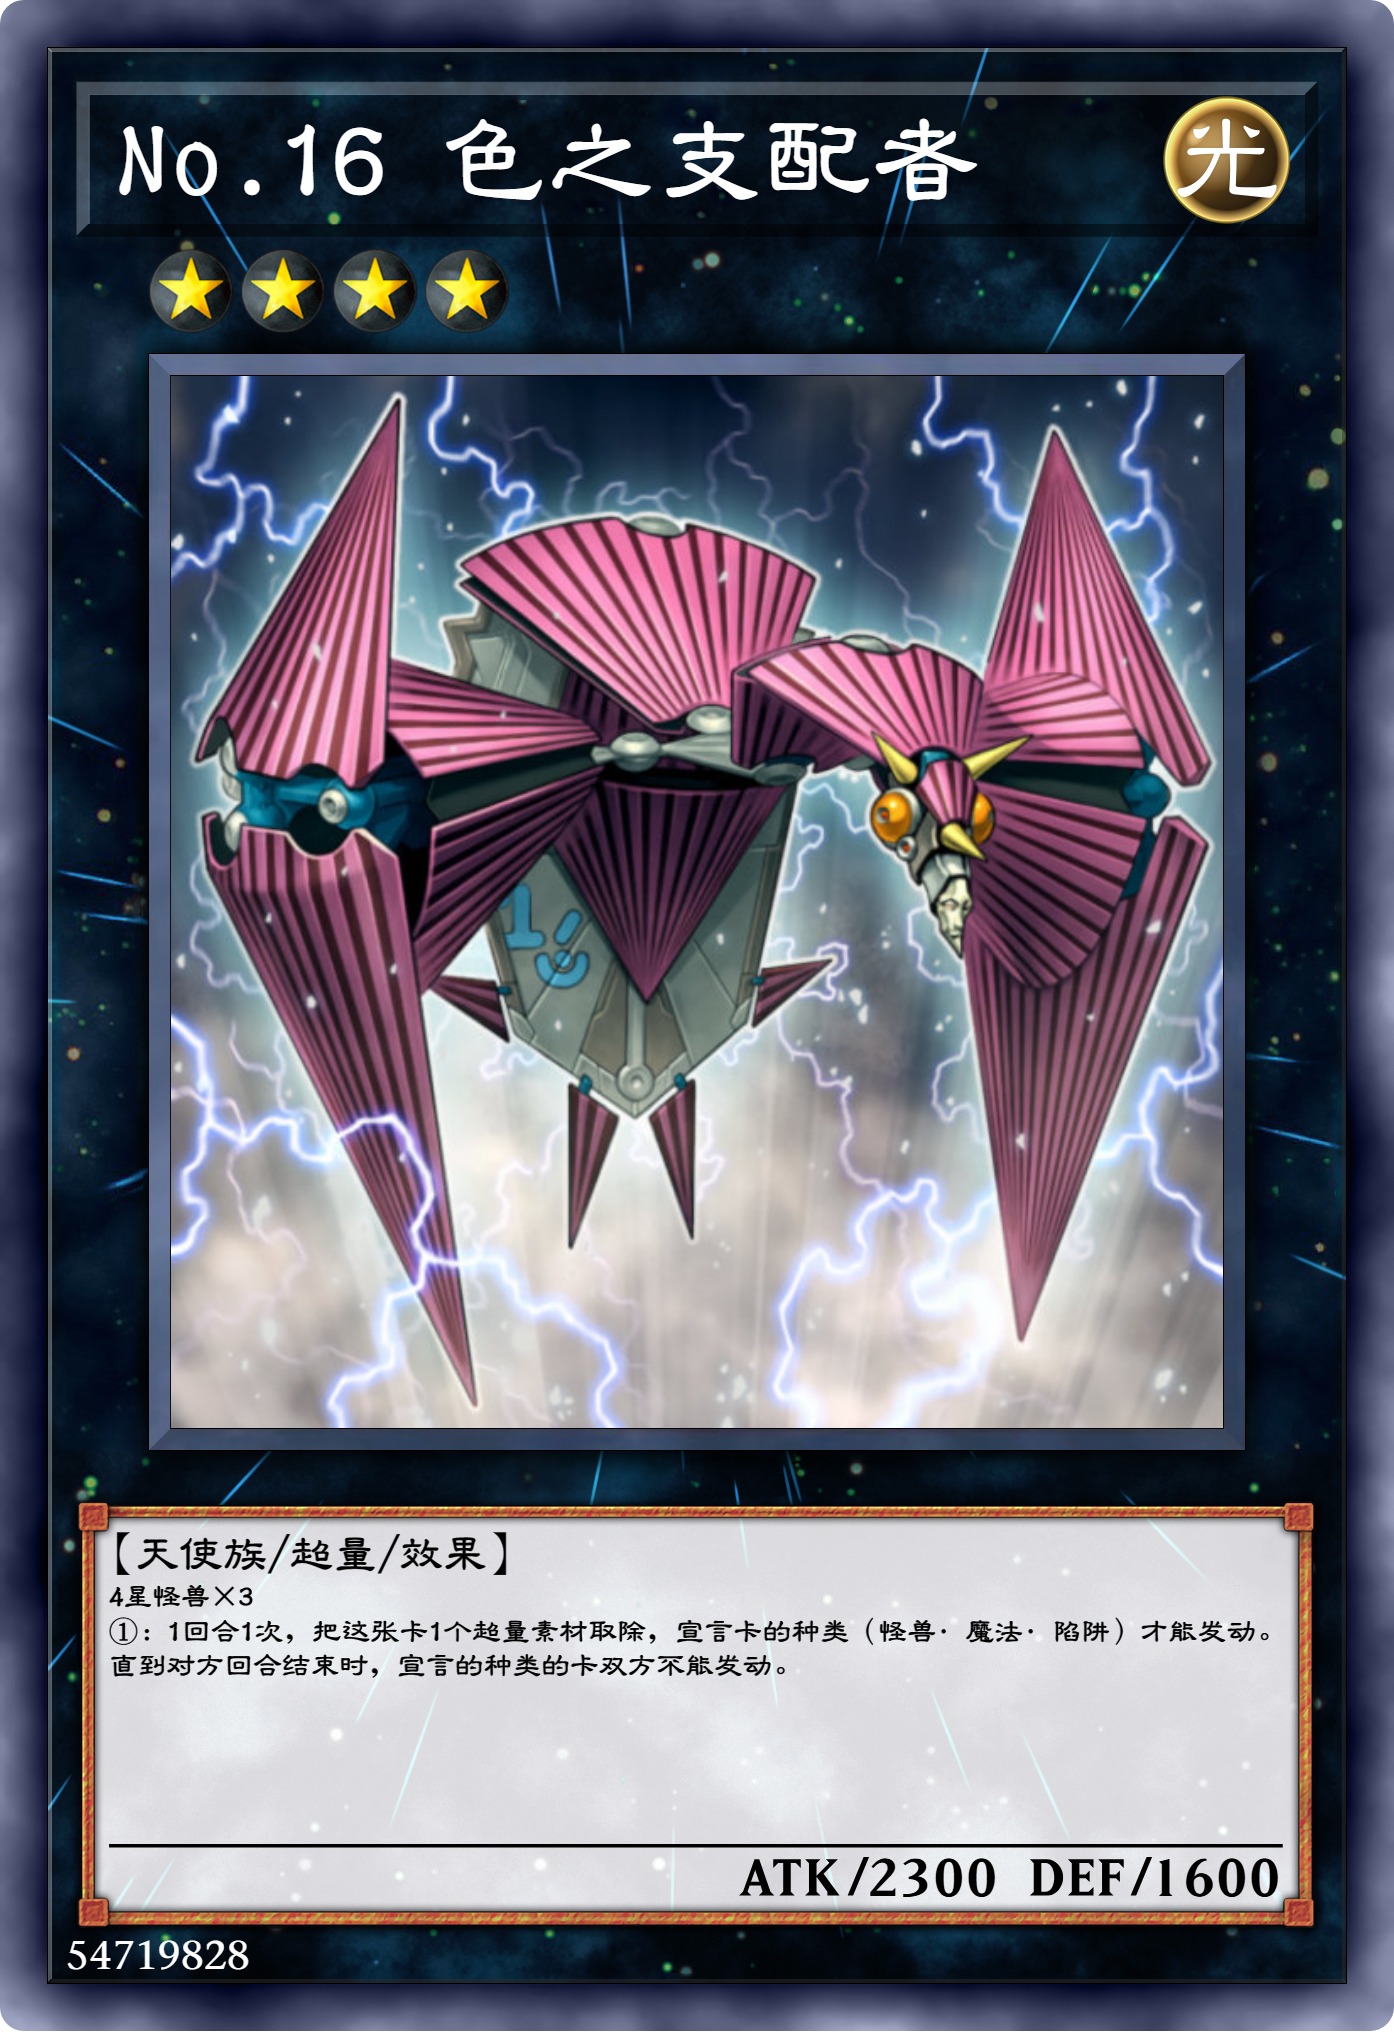 No.16 色之支配者
光
1
【天使族/超量/效果】
4星怪兽×3
①：1回合1次，把这张卡1个超量素材取除，宣言卡的种类（怪兽·魔法·陷阱）才能发动。
直到对方回合结束时，宣言的种类的卡双方不能发动。
ATK/2300 DEF/1600
54719828